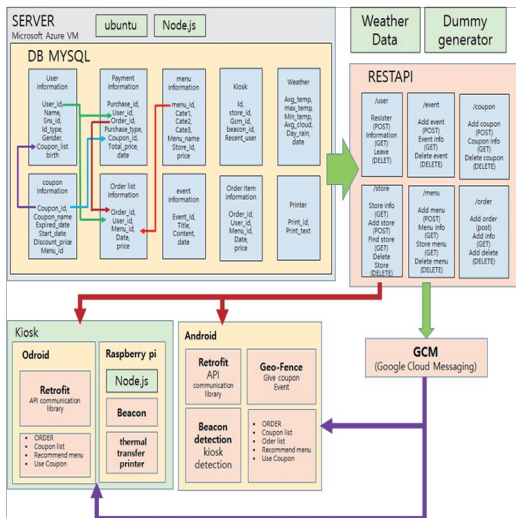 SERVER
Microsoft Azure VM
ubuntu
Node.js
Weather
Data
Dummy
generator
DB MYSQL
User
information
User_id,
Name,
Sns_id,
Id_type,
Gender,
Coupon_list
birth
Payment
information
Purchase_id,
User_id,
Order_id,
Purchase_type,
Coupon_id,
Total_price,
date
menu
information
menu_id,
Cate1,
Cate2,
Cate3,
Menu_name
Store_id,
price
Kiosk
Id,
store_id,
Gcm_id
beacon_id,
Recent_user
Weather
Avg_temp,
max_temp,
Min_temp,
Avg_cloud,
Day_rain,
date
coupon
information
Coupon_id,
Coupon_name
Expired_date
Start_date
Discount_price
Menu_id
Order list
information
Order_id,
User_id,
Menu_id,
Date,
price
event
information
Event_id,
Title,
Content,
date
Order item
information
Order_id,
User_id,
Menu_id,
Date,
price
Printer
Print_id,
Print_text
RESTAPI
/user
Resister
(POST)
Information
(GET)
Leave
(DELET)
/event
Add event
(POST)
Event info
(GET)
Delete event
(DELETE)
/coupon
Add coupon
(POST)
Coupon info
(GET)
Delete coupon
(DELETE)
/store
Store info
(GET)
Add store
(POST)
Find store
(GET)
Delete
Store
(DELETE)
/menu
Add menu
(POST)
Menu info
(GET)
Store menu
(GET)
Delete menu
(DELETE)
/order
Add order
(post)
Add info
(GET)
Delete add
(DELETE)
Kiosk
Odroid
Retrofit
API communication
library
• ORDER
• Coupon list
• Recommend menu
• Use Coupon
Raspberry pi
Node.js
Beacon
thermal
transfer
printer
Android
Retrofit
API
communication
library
Geo-Fence
Give coupon
Event
Beacon
detection
kiosk
detection
• ORDER
• Coupon list
• Oder list
• Recommend menu
• Use Coupon
GCM
(Google Cloud Messaging)